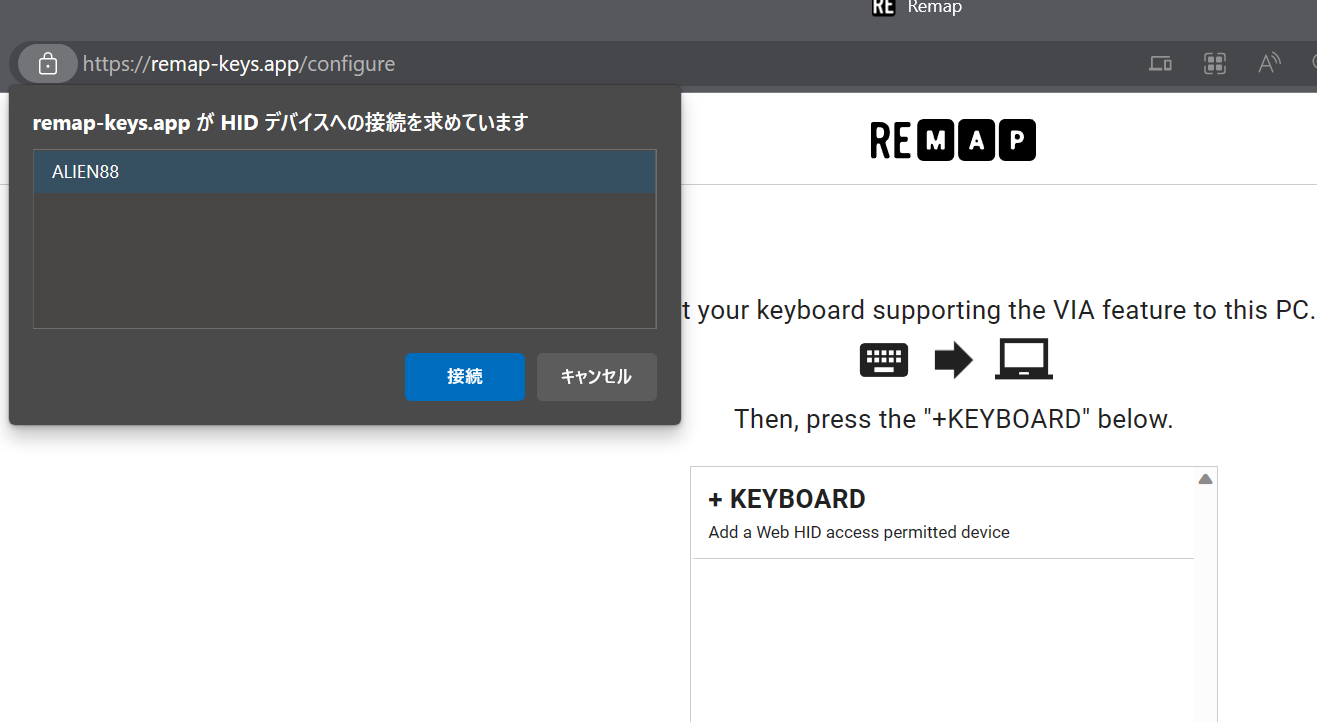 RE Remap
https://remap-keys.app/configure
remap-keys.app が HID デバイスへの接続を求めています
ALIEN88
接続 キャンセル
REMAP
t your keyboard supporting the VIA feature to this PC.
Then, press the "+KEYBOARD" below.
+ KEYBOARD
Add a Web HID access permitted device